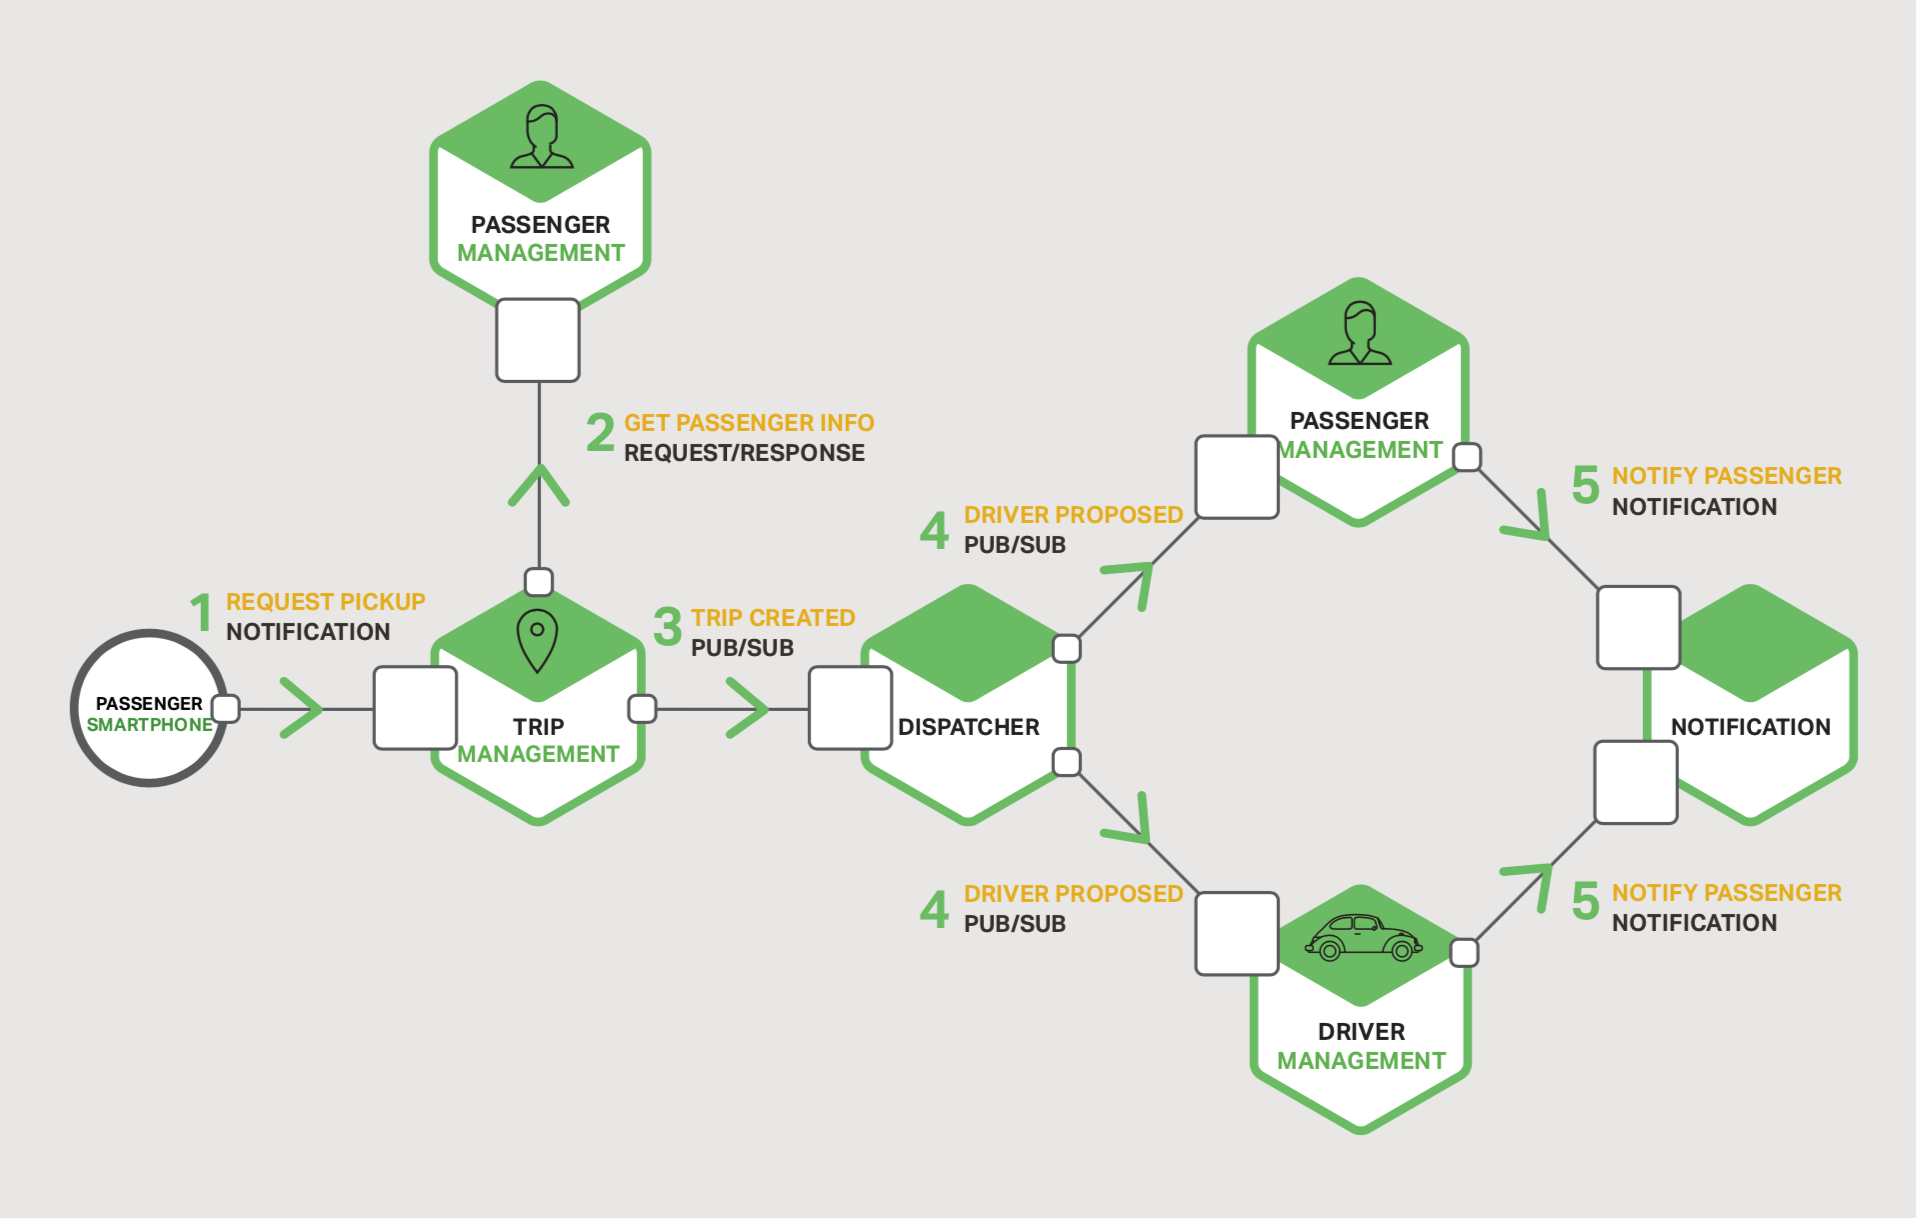 PASSENGER
MANAGEMENT
2 GET PASSENGER INFO
REQUEST/RESPONSE
1 REQUEST PICKUP
NOTIFICATION
PASSENGER
SMARTPHONE
TRIP
MANAGEMENT
3 TRIP CREATED
PUB/SUB
DISPATCHER
4 DRIVER PROPOSED
PUB/SUB
PASSENGER
MANAGEMENT
5 NOTIFY PASSENGER
NOTIFICATION
4 DRIVER PROPOSED
PUB/SUB
DRIVER
MANAGEMENT
5 NOTIFY PASSENGER
NOTIFICATION
NOTIFICATION